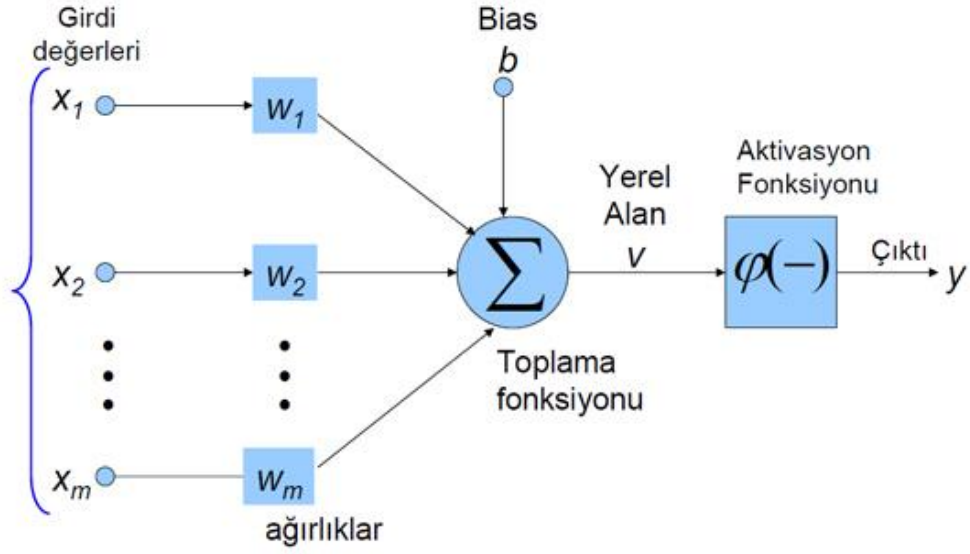 Girdi
değerleri
x1
w1
x2
w2
xm
wm
ağırlıklar
Bias
b
∑
Toplama
fonksiyonu
Yerel
Alan
v
Aktivasyon
Fonksiyonu
φ(−)
Çıktı
y